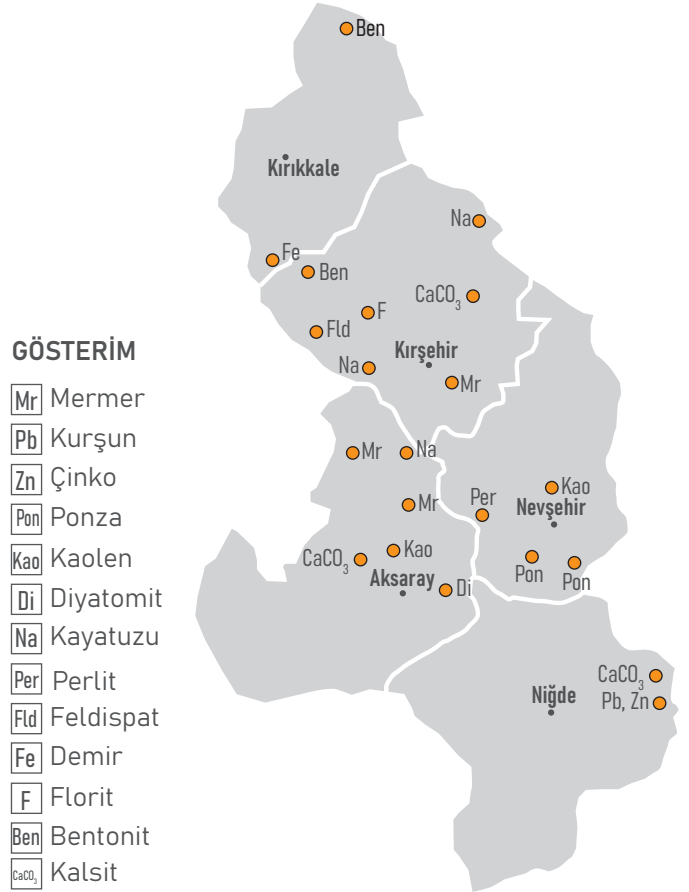 Ben
Kırıkkale
Na
Fe
Ben
CaCO₃
F
Fld
Kırşehir
Na
Mr
GÖSTERİM
Mr Mermer
Pb Kurşun
Zn Çinko
Pon Ponza
Kao Kaolen
Di Diyatomit
Na Kayatuzu
Per Perlit
Fld Feldispat
Fe Demir
F Florit
Ben Bentonit
CaCO₃ Kalsit
Mr
Na
Mr
Kao
CaCO₃
Aksaray
Di
Per
Kao
Nevşehir
Pon
Pon
CaCO₃
Niğde
Pb, Zn